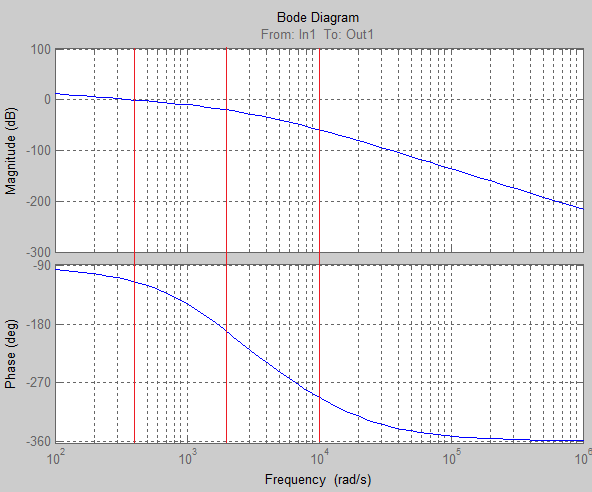 Bode Diagram
From: In1 To: Out1
Magnitude (dB)
100
0
-100
-200
-300
Phase (deg)
-90
-180
-270
-360
10^2 10^3 10^4 10^5 10^6
Frequency (rad/s)